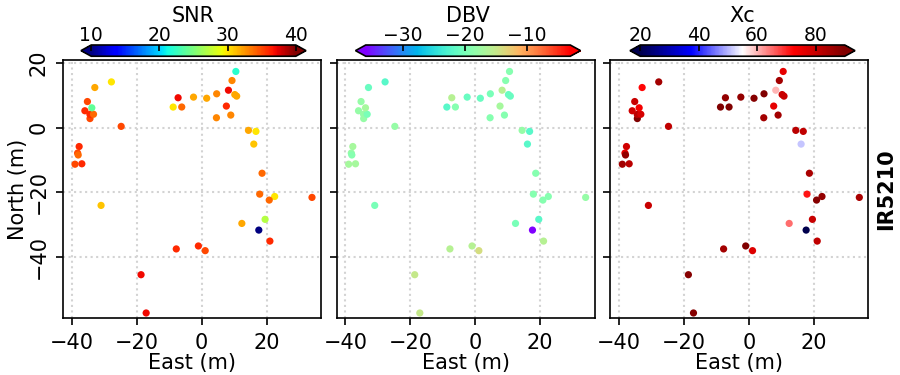 SNR DBV Xc
10 20 30 40 −30 −20 −10 20 40 60 80
20
0
−20
−40
North (m)
−40 −20 0 20 −40 −20 0 20 −40 −20 0 20
East (m) East (m) East (m)
IR5210